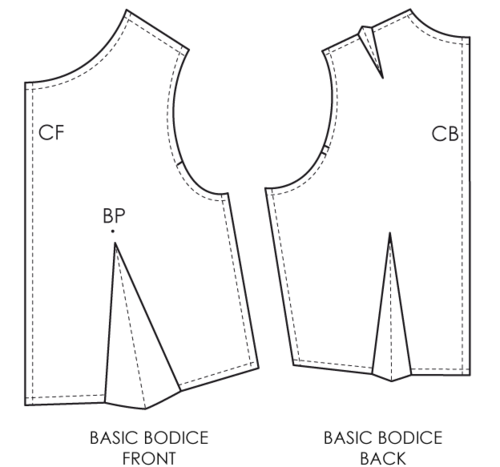 CF
CB
BP
BASIC BODICE
FRONT
BASIC BODICE
BACK